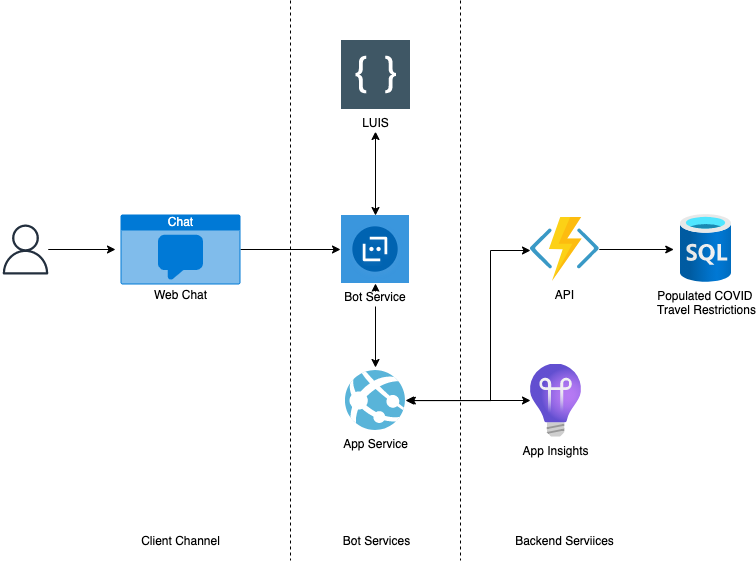 LUIS
Chat
Web Chat
Bot Service
API
SQL
Populated COVID
Travel Restrictions
App Service
App Insights
Client Channel
Bot Services
Backend Serviices